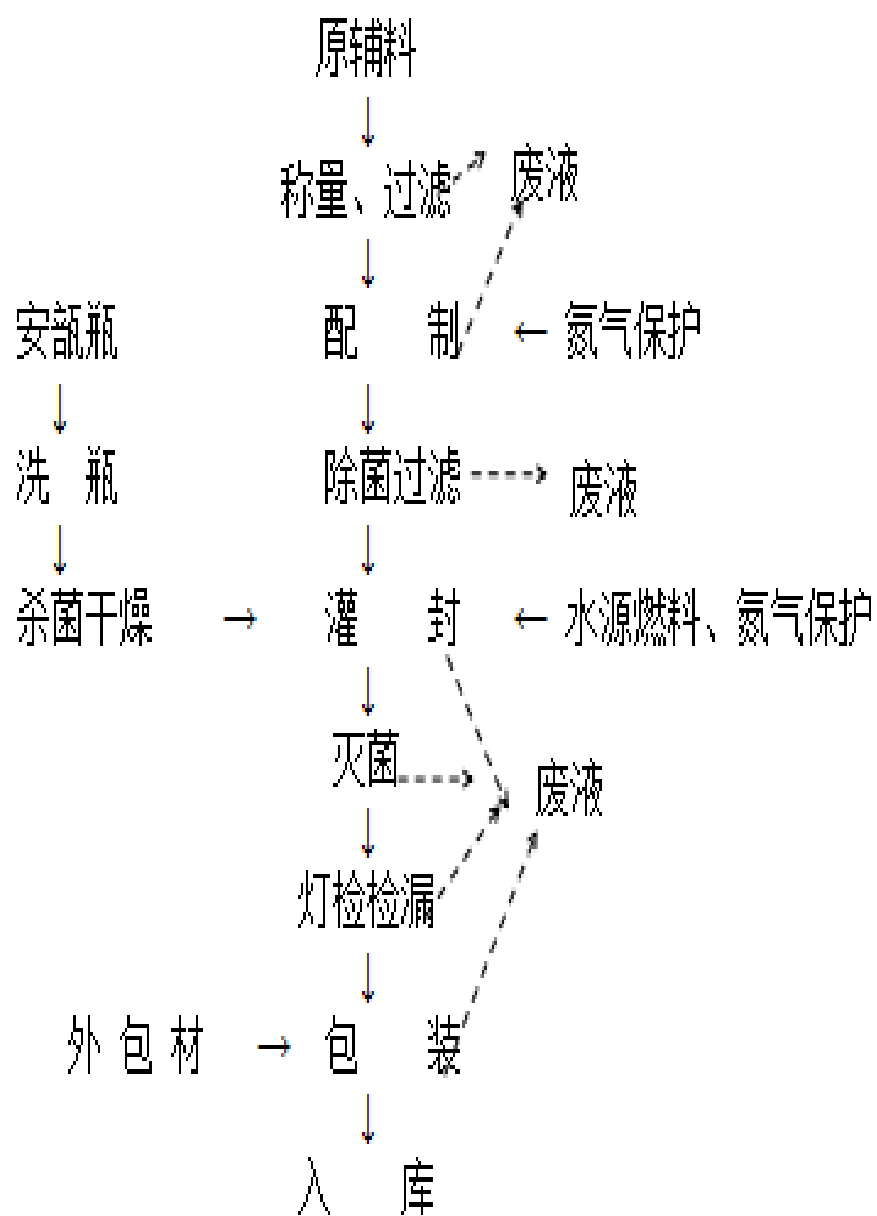 原辅料
称量、过滤 废液
安瓿瓶 配 制 ← 氮气保护
洗 瓶 除菌过滤 废液
杀菌干燥 → 灌 封 ← 水源燃料、氮气保护
灭菌 废液
灯检检漏
外 包 材 → 包 装
入 库